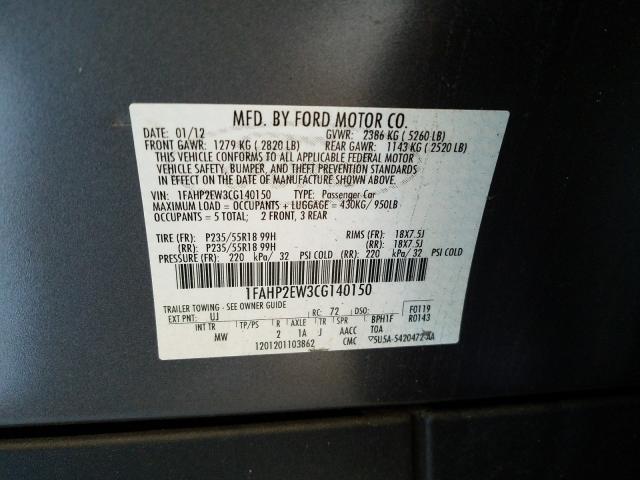 MFD. BY FORD MOTOR CO.
DATE: 01/12 GVWR: 2386 KG ( 5260 LB)
FRONT GAWR: 1279 KG ( 2820 LB) REAR GAWR: 1143 KG ( 2520 LB)
THIS VEHICLE CONFORMS TO ALL APPLICABLE FEDERAL MOTOR
VEHICLE SAFETY, BUMPER, AND THEFT PREVENTION STANDARDS
IN EFFECT ON THE DATE OF MANUFACTURE SHOWN ABOVE.
VIN: 1FAHP2EW3CG140150 TYPE: Passenger Car
MAXIMUM LOAD = OCCUPANTS + LUGGAGE = 430KG/ 950LB
OCCUPANTS = 5 TOTAL; 2 FRONT, 3 REAR
TIRE (FR): P235/55R18 99H RIMS (FR): 18X7.5J
(RR): P235/55R18 99H (RR): 18X7.5J
PRESSURE (FR): 220 kPa/ 32 PSI COLD (RR): 220 kPa/ 32 PSI COLD
1FAHP2EW3CG140150
TRAILER TOWING - SEE OWNER GUIDE
EXT PNT: UJ RC: 72 DSO: F0119
TP/PS R AXLE TR SPR BPH1F R0143
MW 2 1A J AACC TOA
1201201103862 CMC ▽5U5A-5420472-AA